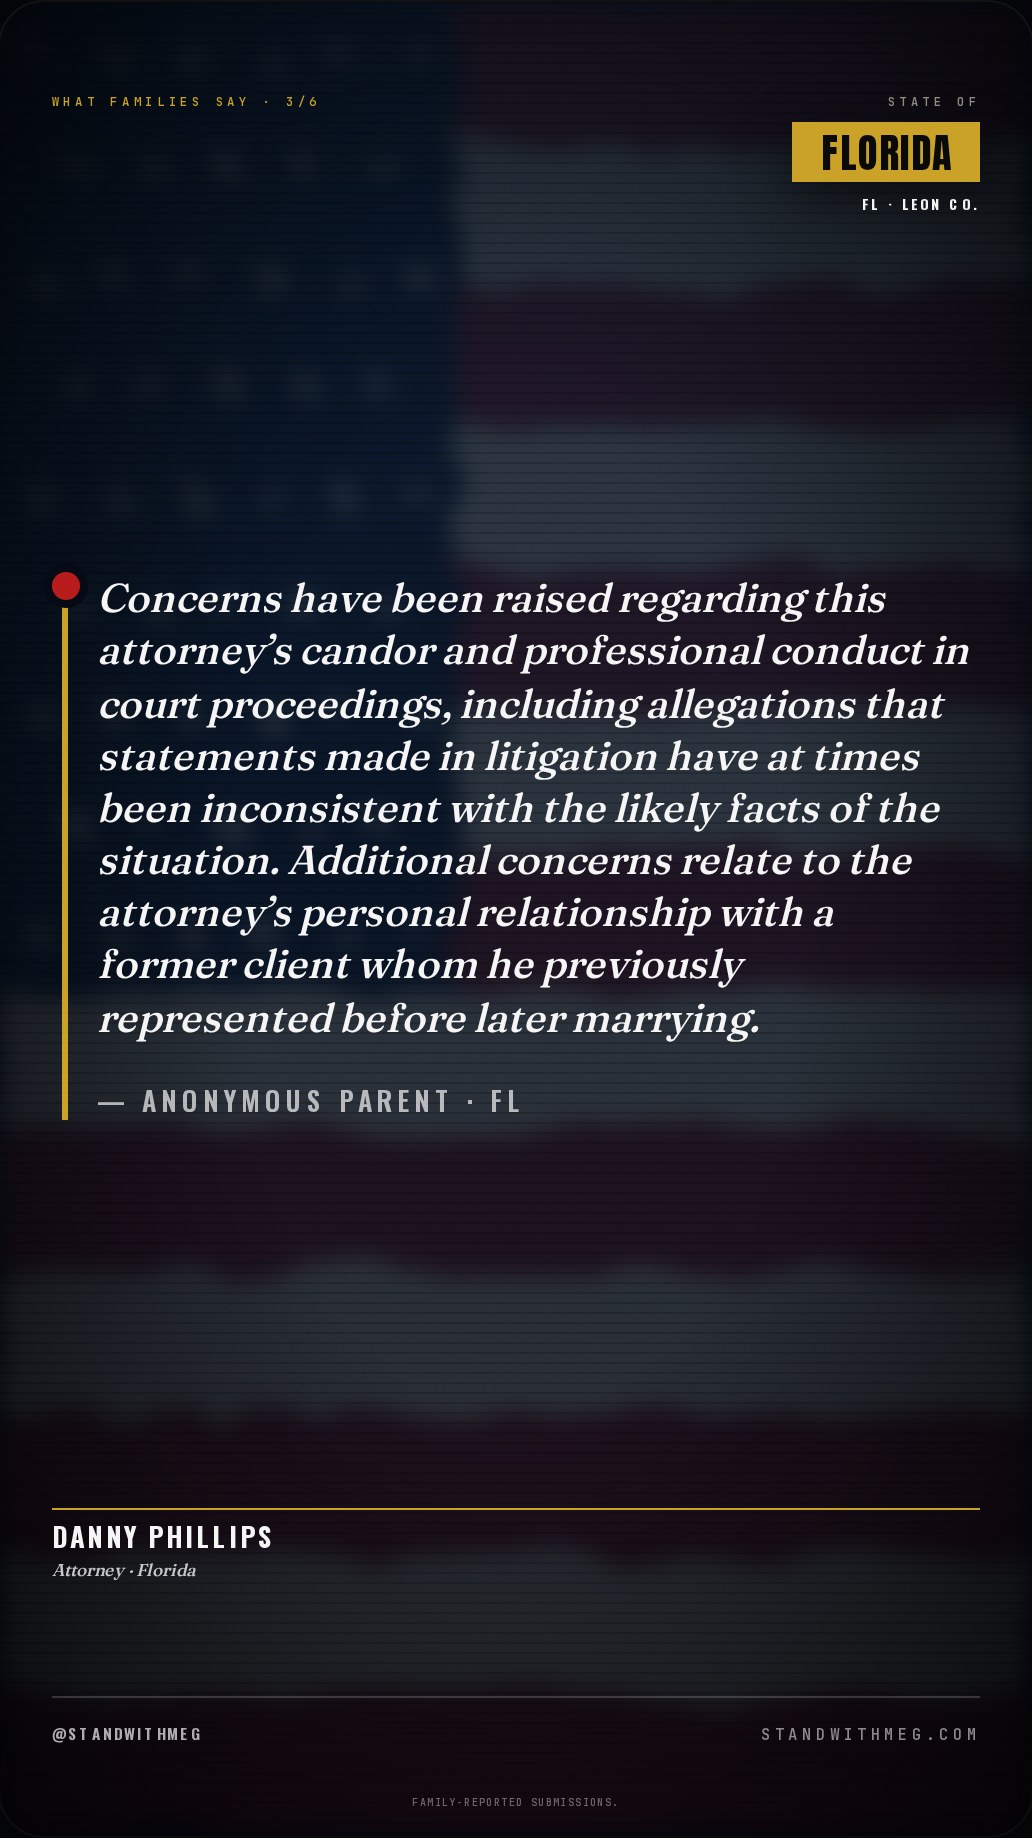 WHAT FAMILIES SAY · 3/6
STATE OF
FLORIDA
FL · LEON CO.
Concerns have been raised regarding this
attorney’s candor and professional conduct in
court proceedings, including allegations that
statements made in litigation have at times
been inconsistent with the likely facts of the
situation. Additional concerns relate to the
attorney’s personal relationship with a
former client whom he previously
represented before later marrying.
— ANONYMOUS PARENT · FL
DANNY PHILLIPS
Attorney · Florida
@STANDWITHMEG
STANDWITHMEG.COM
FAMILY-REPORTED SUBMISSIONS.